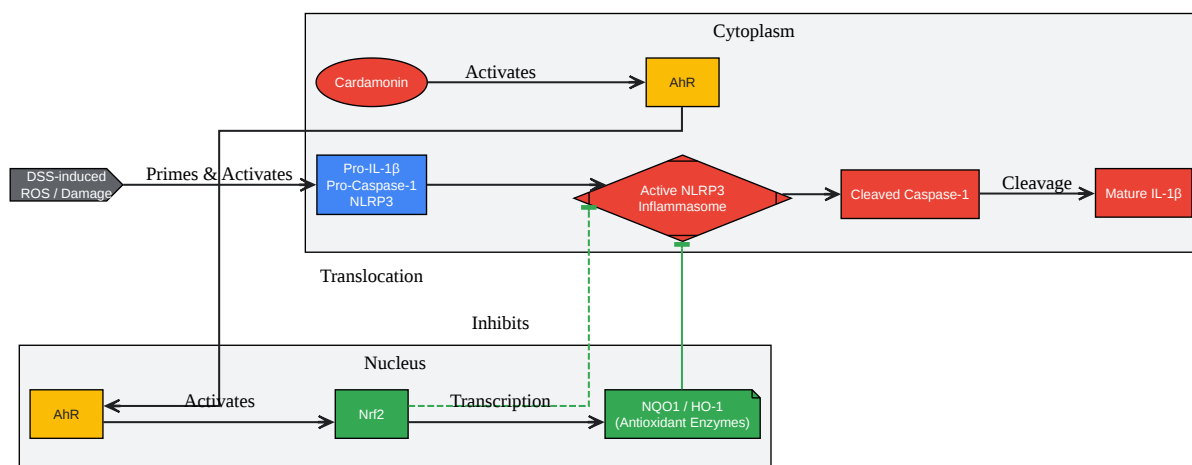 Cytoplasm
Cardamonin
Activates
AhR
DSS-induced
ROS / Damage
Primes & Activates
Pro-IL-1β
Pro-Caspase-1
NLRP3
Active NLRP3
Inflammasome
Cleaved Caspase-1
Cleavage
Mature IL-1β
Translocation
Inhibits
Nucleus
AhR
Activates
Nrf2
Transcription
NQO1 / HO-1
(Antioxidant Enzymes)